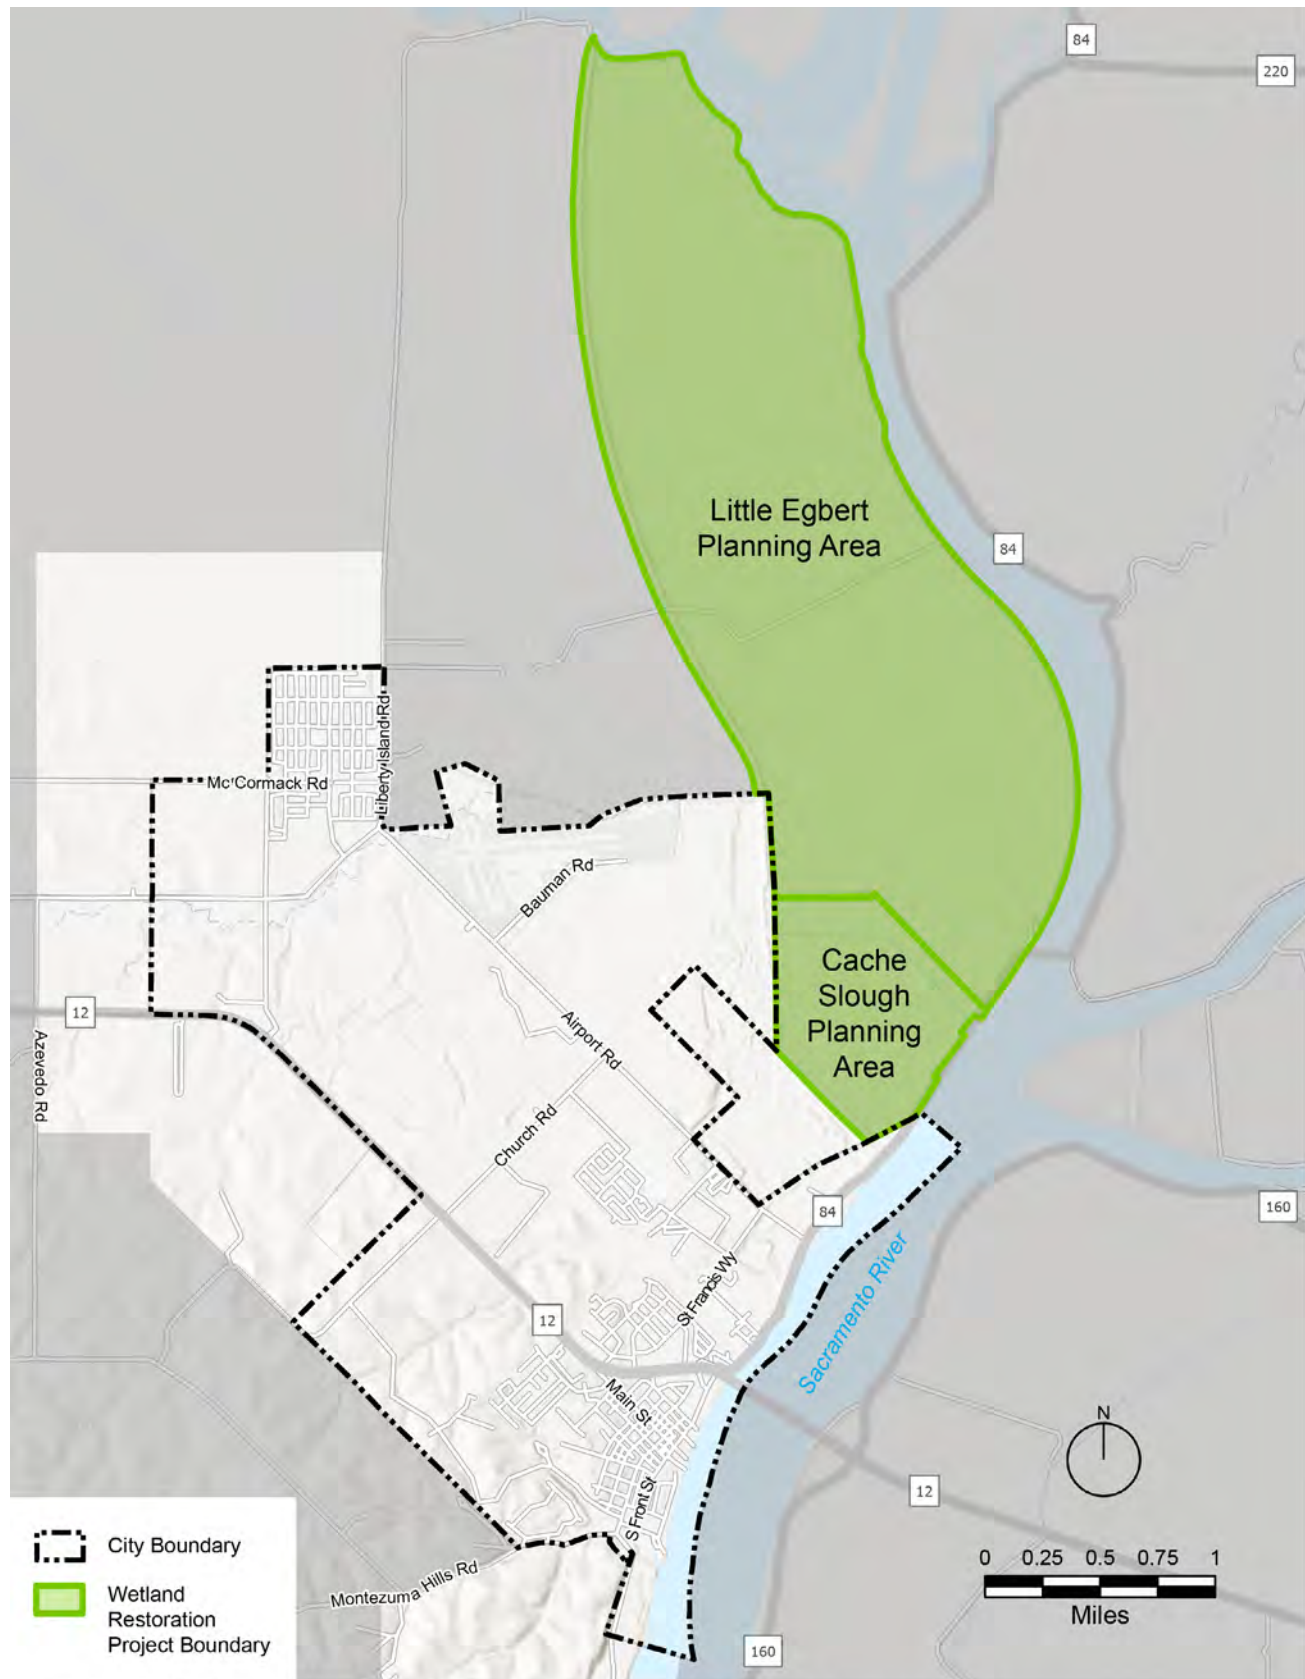 84
220
Little Egbert
Planning Area
84
Liberty Island Rd
Mc Cormack Rd
Bauman Rd
Cache
Slough
Planning
Area
12
Azevedo Rd
Airport Rd
Church Rd
84
160
St Francis Wy
Sacramento River
12
Main St
N
S Front St
12
0 0.25 0.5 0.75 1
Miles
City Boundary
Wetland
Restoration
Project Boundary
Montezuma Hills Rd
160